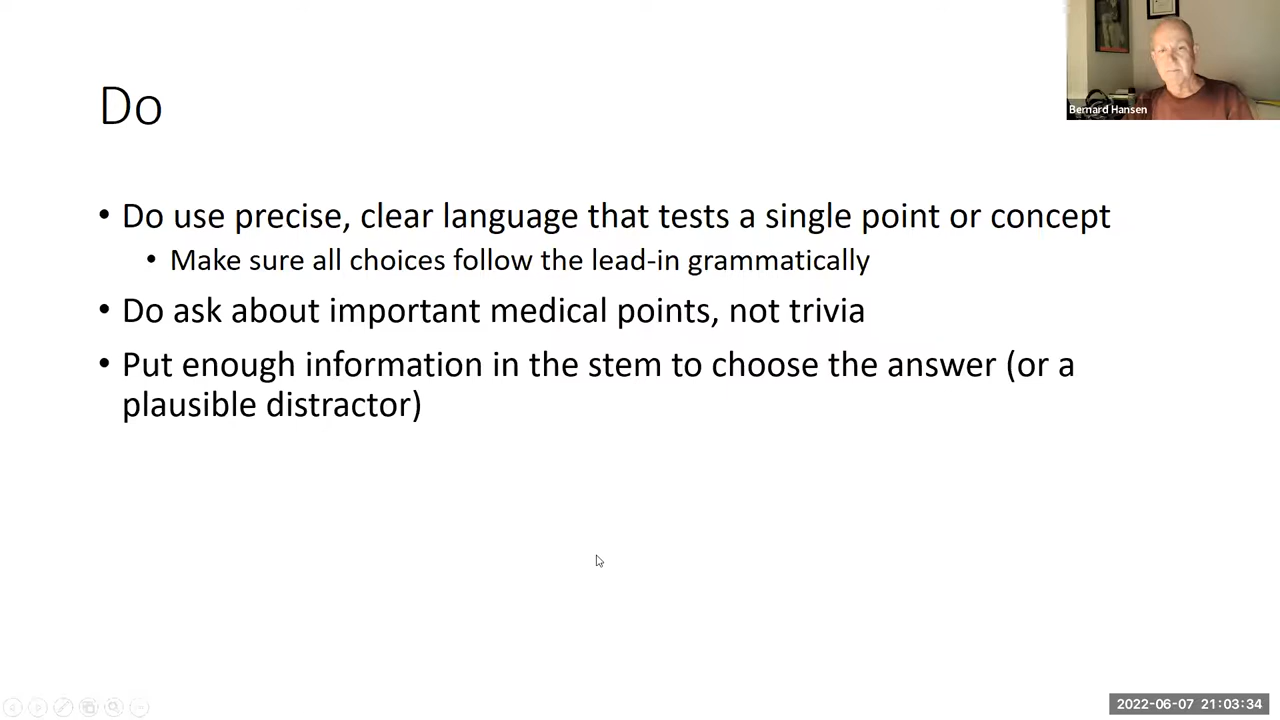 Bernard Hansen
Do
• Do use precise, clear language that tests a single point or concept
• Make sure all choices follow the lead-in grammatically
• Do ask about important medical points, not trivia
• Put enough information in the stem to choose the answer (or a
plausible distractor)
2022-06-07 21:03:34